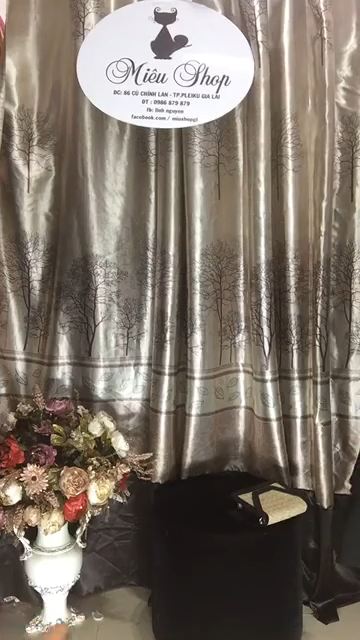 Miêu Shop
ĐC: 86 CÙ CHÍNH LAN - TP.PLEIKU GIA LAI
ĐT : 0986 879 879
fb: linh nguyen
facebook.com/ miushopgl